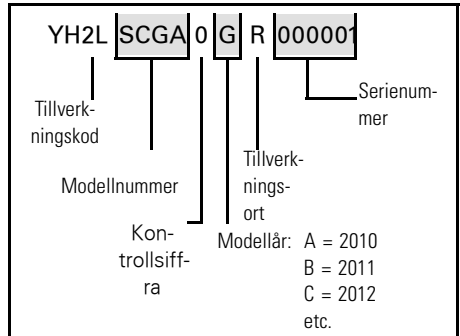 YH2L SCGA 0 G R 000001
Serienum-
mer
Tillverk-
ningskod
Tillverk-
nings-
ort
Modellnummer
Kon-
trollsiff-
ra
Modellår: A = 2010
B = 2011
C = 2012
etc.